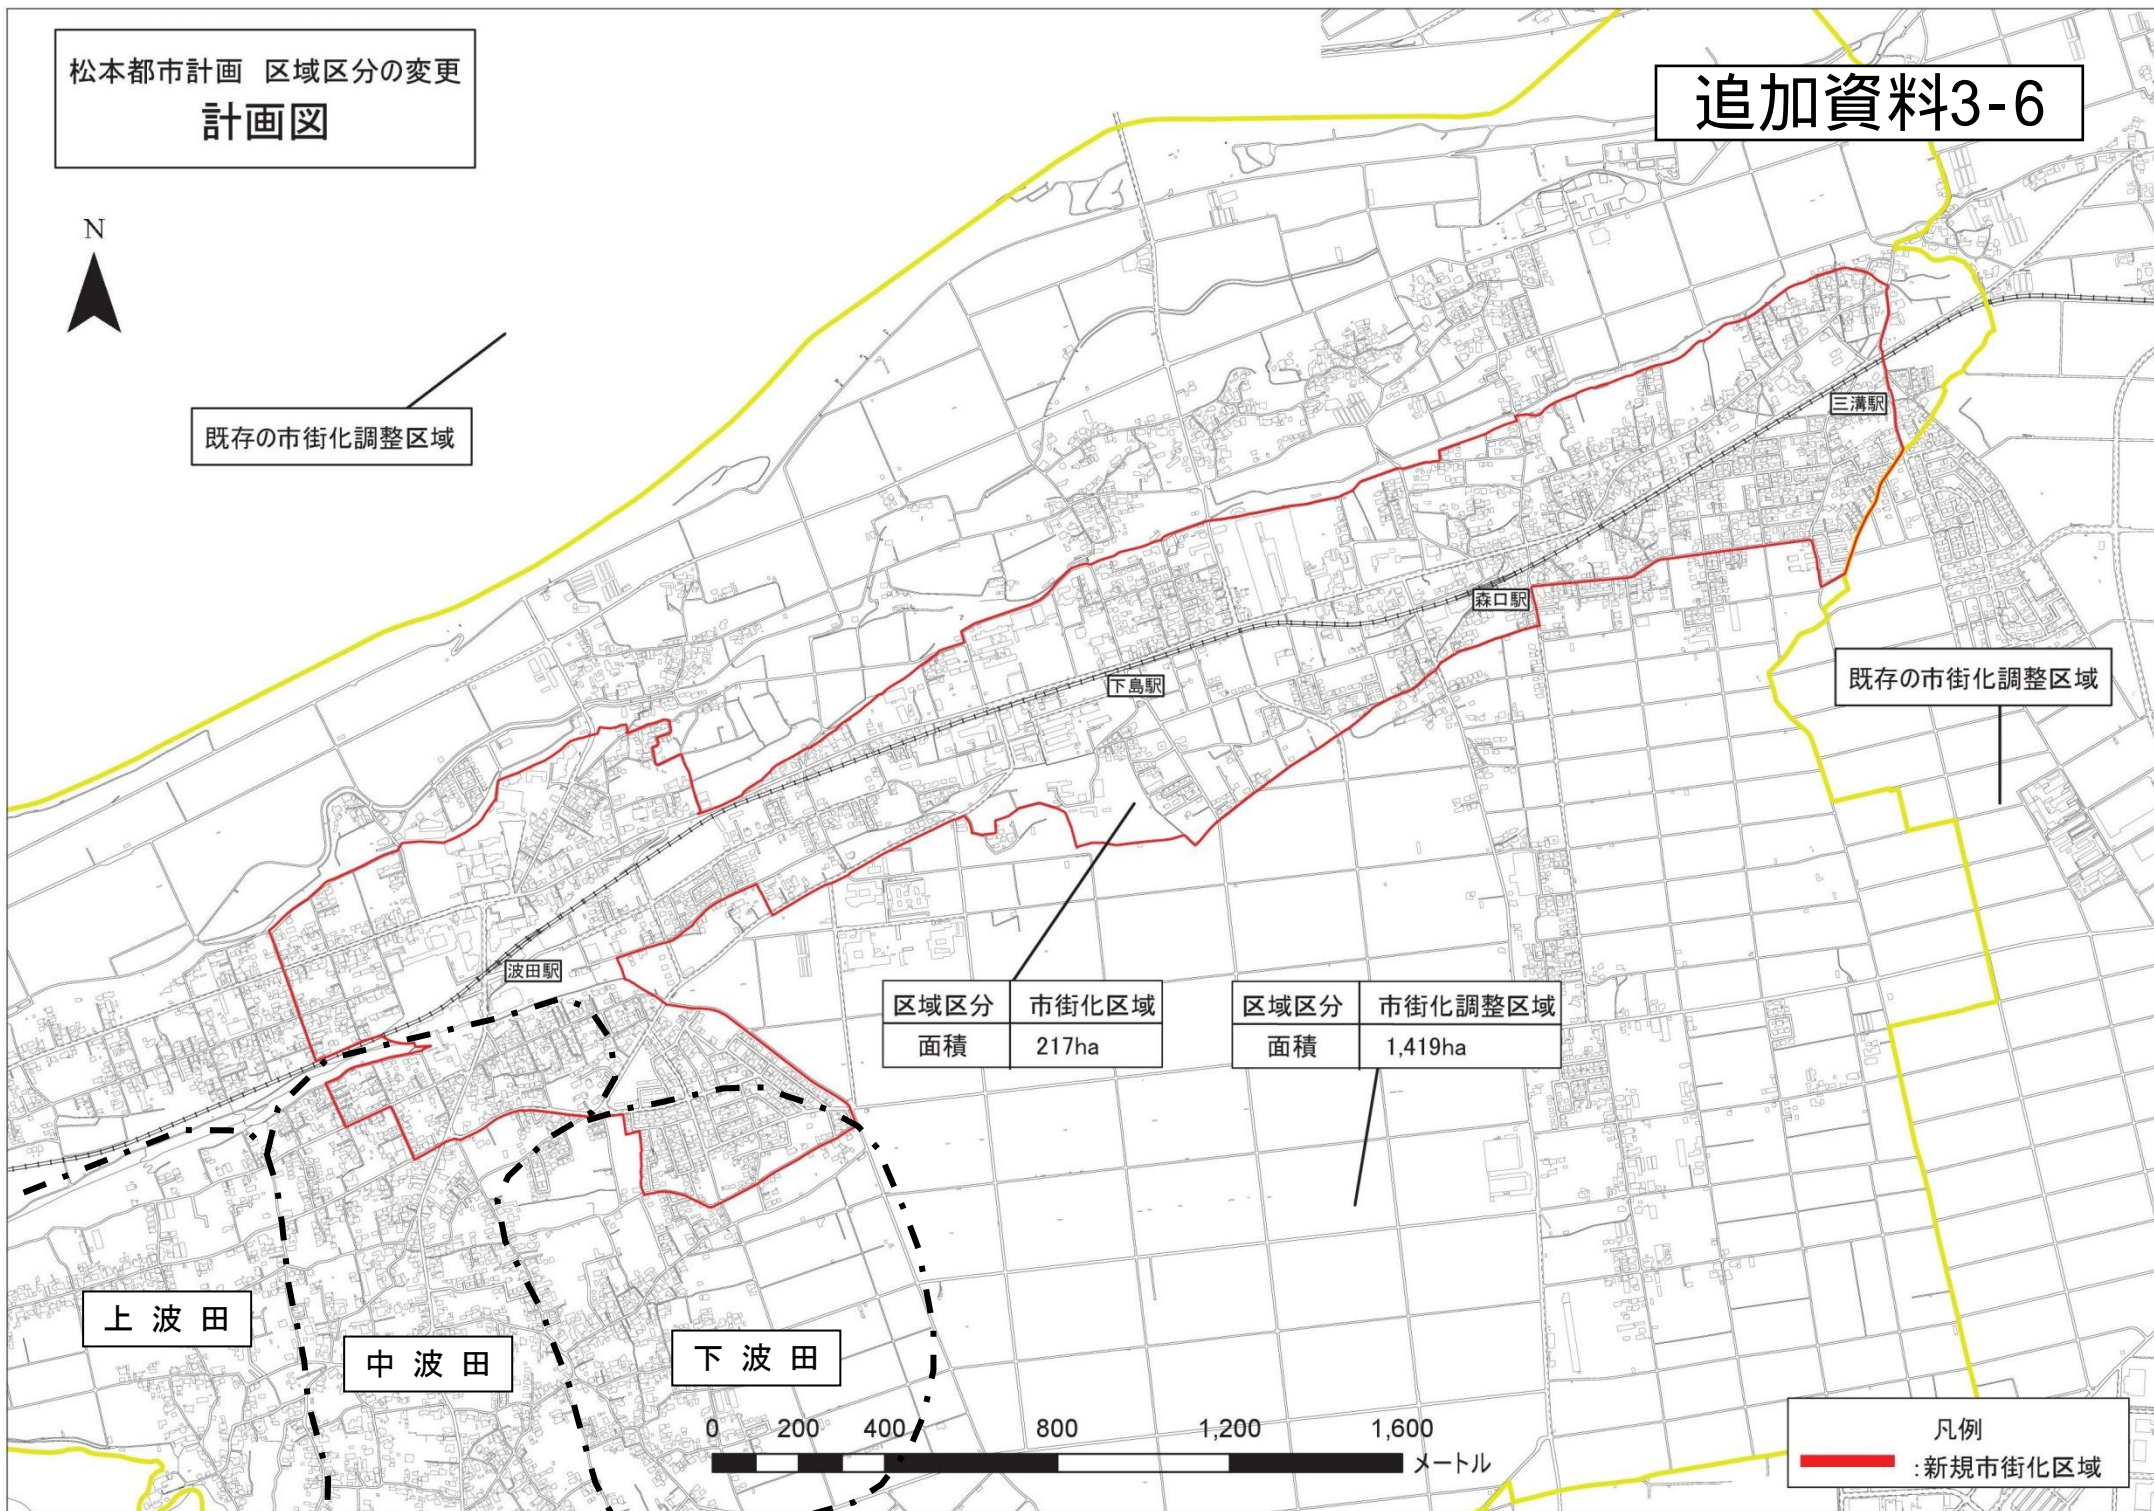 松本都市計画 区域区分の変更
計画図
追加資料3-6
N
既存の市街化調整区域
三溝駅
森口駅
下島駅
既存の市街化調整区域
波田駅
区域区分 市街化区域
面積 217ha
区域区分 市街化調整区域
面積 1,419ha
上波田
中波田
下波田
0 200 400 800 1,200 1,600
メートル
凡例
:新規市街化区域